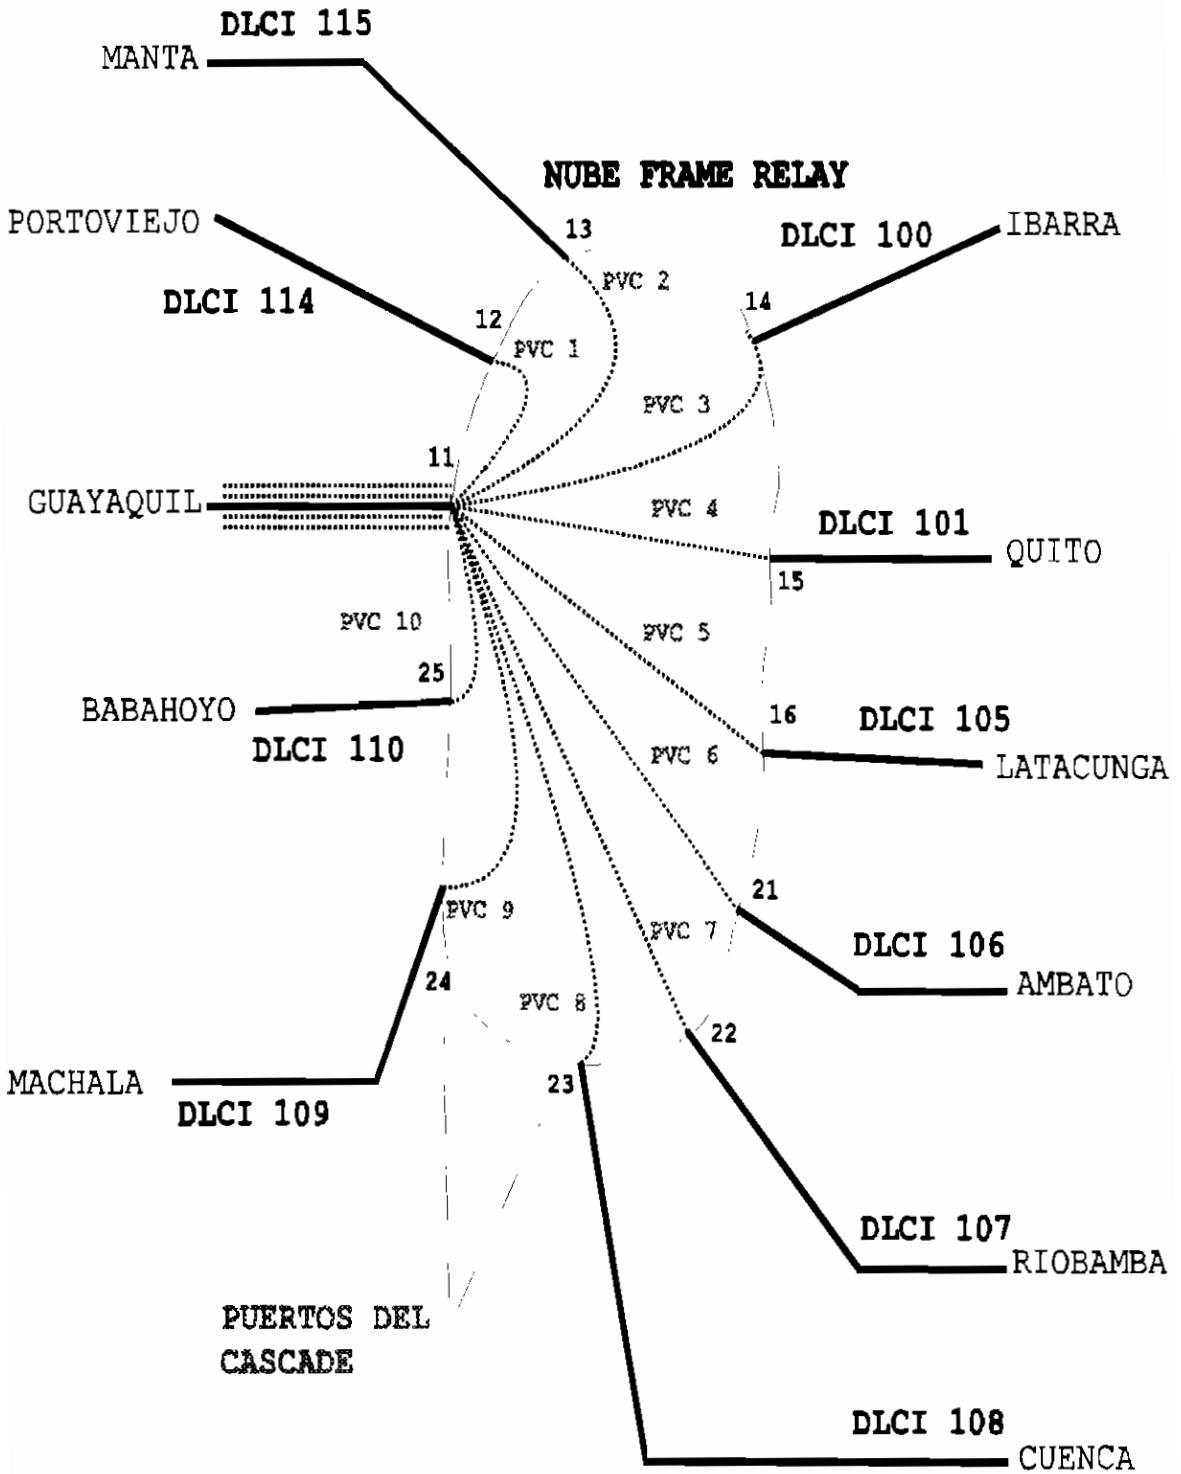 DLCI 115
MANTA
NUBE FRAME RELAY
PORTOVIEJO
13
DLCI 100
IBARRA
PVC 2
DLCI 114
14
12
PVC 1
PVC 3
11
GUAYAQUIL
PVC 4
DLCI 101
QUITO
15
PVC 10
PVC 5
25
BABAHOYO
16
DLCI 105
DLCI 110
PVC 6
LATACUNGA
21
PVC 9
PVC 7
DLCI 106
24
AMBATO
PVC 8
22
MACHALA
23
DLCI 109
DLCI 107
RIOBAMBA
PUERTOS DEL
CASCADE
DLCI 108
CUENCA